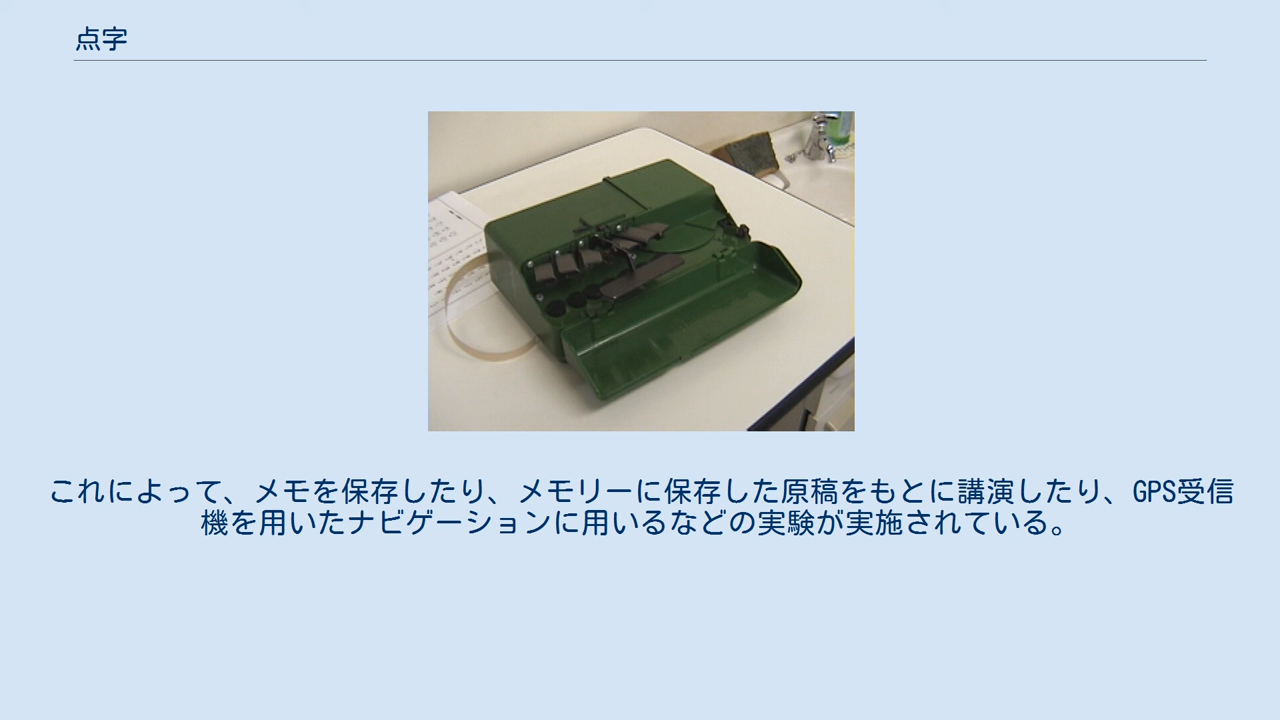 点字
これによって、メモを保存したり、メモリーに保存した原稿をもとに講演したり、GPS受信
機を用いたナビゲーションに用いるなどの実験が実施されている。